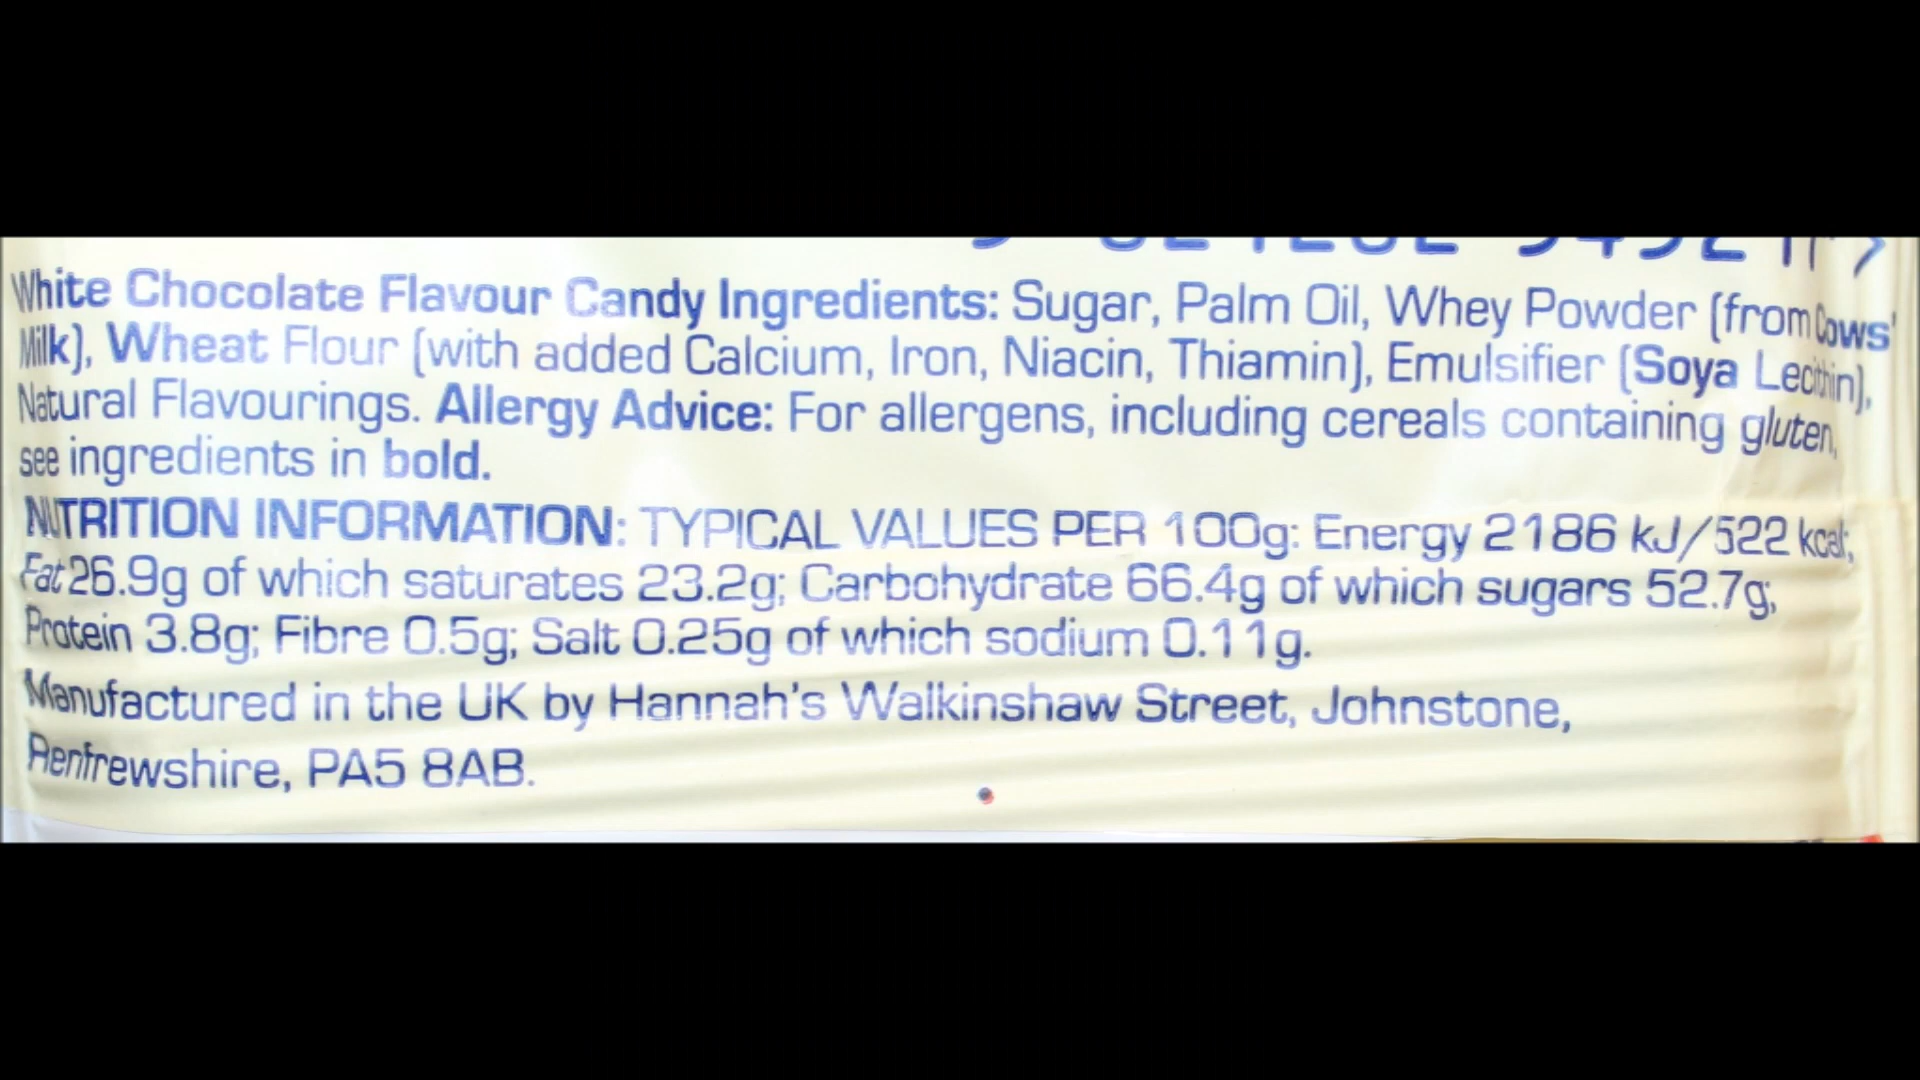 White Chocolate Flavour Candy Ingredients: Sugar, Palm Oil, Whey Powder (from Cows'
Milk), Wheat Flour (with added Calcium, Iron, Niacin, Thiamin), Emulsifier (Soya Lecithin),
Natural Flavourings. Allergy Advice: For allergens, including cereals containing gluten,
see ingredients in bold.
NUTRITION INFORMATION: TYPICAL VALUES PER 100g: Energy 2186 kJ/522 kcal;
Fat 26.9g of which saturates 23.2g; Carbohydrate 66.4g of which sugars 52.7g;
Protein 3.8g; Fibre 0.5g; Salt 0.25g of which sodium 0.11g.
Manufactured in the UK by Hannah's Walkinshaw Street, Johnstone,
Renfrewshire, PA5 8AB.